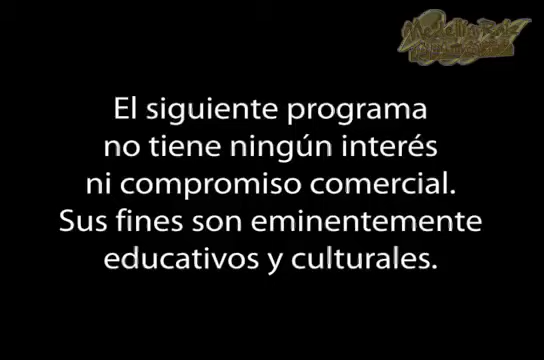 El siguiente programa
no tiene ningún interés
ni compromiso comercial.
Sus fines son eminentemente
educativos y culturales.